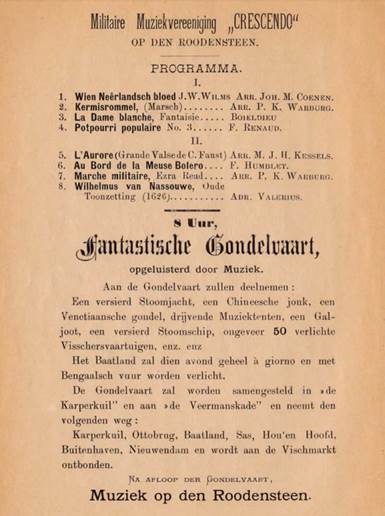 Militaire Muziekvereeniging „CRESCENDO“
OP DEN ROODENSTEEN.
PROGRAMMA.
I.
1. Wien Neêrlandsch bloed J. W. WILMS ARR. JOH. M. COENEN.
2. Kermisrommel, (Marsch)........ ARR. P. K. WARBURG.
3. La Dame blanche, Fantaisie..... BOIELDIEU
4. Potpourri populaire No. 3...... F. RENAUD.
II.
5. L'Aurore (Grande Valse de C. Faust) ARR. M. J. H. KESSELS.
6. Au Bord de la Meuse Bolero.... F. HUMBLET.
7. Marche militaire, Ezra Read.... ARR. P. K. WARBURG.
8. Wilhelmus van Nassouwe, Oude
Toonzetting (1626).......... ADR. VALERIUS.
8 Uur,
Fantastische Gondelvaart,
opgeluisterd door Muziek.
Aan de Gondelvaart zullen deelnemen :
Een versierd Stoomjacht, een Chineesche jonk, een
Venetiaansche gondel, drijvende Muziektenten, een Gal-
joot, een versierd Stoomschip, ongeveer 50 verlichte
Visschersvaartuigen, enz. enz
Het Baatland zal dien avond geheel à giorno en met
Bengaalsch vuur worden verlicht.
De Gondelvaart zal worden samengesteld in »de
Karperkuil" en aan »de Veermanskade" en neemt den
volgenden weg :
Karperkuil, Ottobrug, Baatland, Sas, Hou'en Hoofd,
Buitenhaven, Nieuwendam en wordt aan de Vischmarkt
ontbonden.
NA AFLOOP DER GONDELVAART,
Muziek op den Roodensteen.